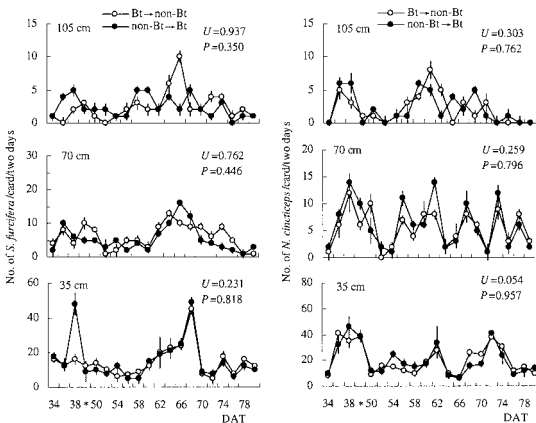 Bt→non-Bt
non-Bt→Bt
105 cm
U=0.937
P=0.350
15
10
5
0
70 cm
U=0.762
P=0.446
30
20
10
0
35 cm
U=0.231
P=0.818
60
40
20
0
34 38 * 50 54 58 62 66 70 74 78
DAT
No. of S. furcifera/card/two days
Bt→non-Bt
non-Bt→Bt
105 cm
U=0.303
P=0.762
15
10
5
0
70 cm
U=0.259
P=0.796
20
15
10
5
0
35 cm
U=0.054
P=0.957
80
60
40
20
0
34 38 * 50 54 58 62 66 70 74 78
DAT
No. of N. cincticeps/card/two days